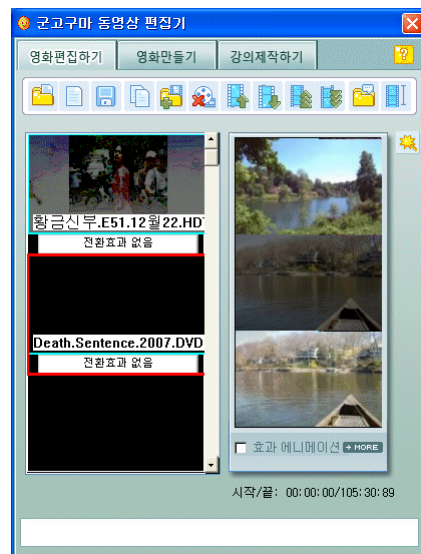 군고구마 동영상 편집기
영화편집하기 영화만들기 강의제작하기
황금신부.E51.12월22.HD
전환효과 없음
Death.Sentence.2007.DVD
전환효과 없음
효과 에니메이션 MORE
시작/끝: 00:00:00/105:30:89